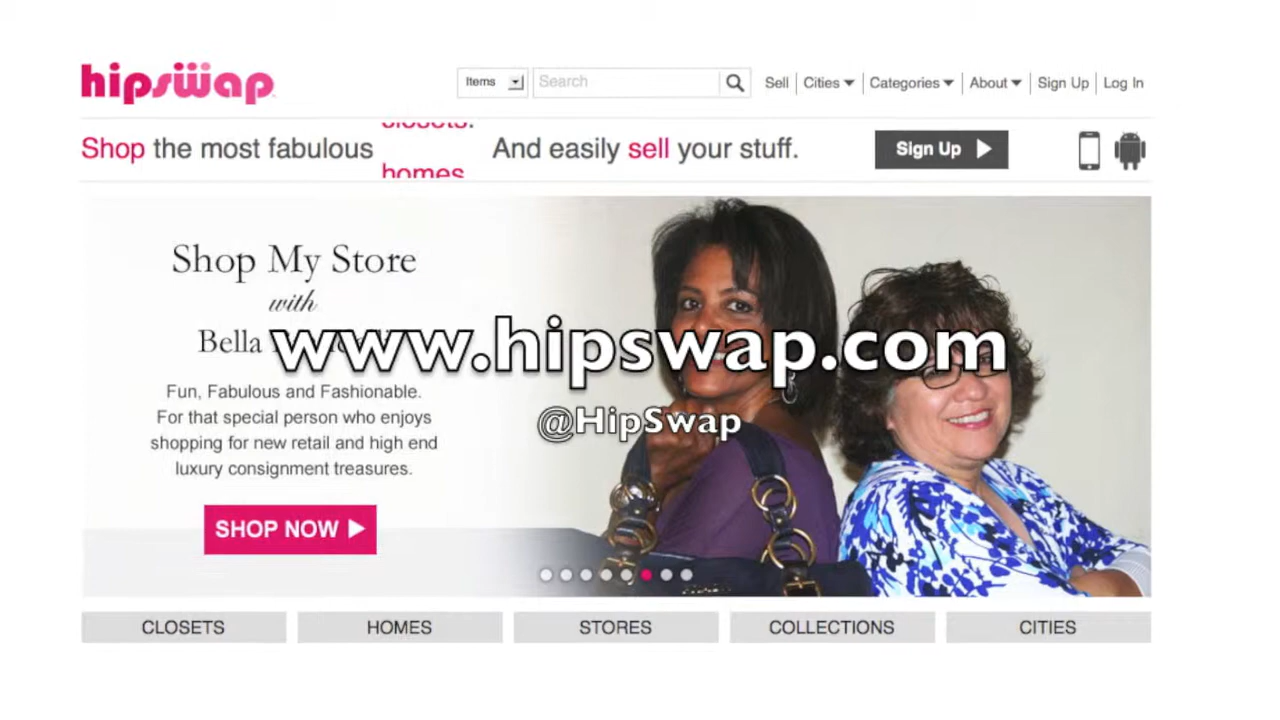 hipswap
Items Search Sell Cities Categories About Sign Up Log In
Shop the most fabulous closets. homes And easily sell your stuff. Sign Up
Shop My Store
with
Bella
www.hipswap.com
Fun, Fabulous and Fashionable.
For that special person who enjoys
@HipSwap
shopping for new retail and high end
luxury consignment treasures.
SHOP NOW
CLOSETS HOMES STORES COLLECTIONS CITIES